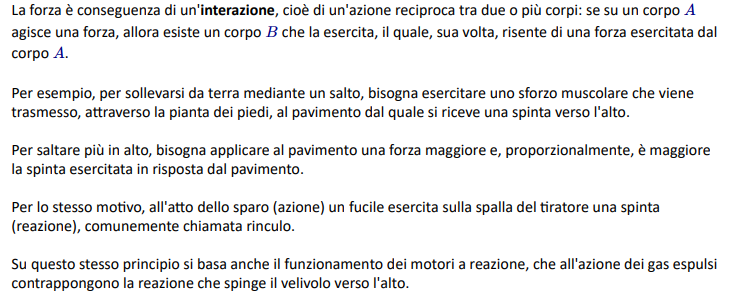 La forza è conseguenza di un'interazione, cioè di un'azione reciproca tra due o più corpi: se su un corpo A
agisce una forza, allora esiste un corpo B che la esercita, il quale, sua volta, risente di una forza esercitata dal
corpo A.
Per esempio, per sollevarsi da terra mediante un salto, bisogna esercitare uno sforzo muscolare che viene
trasmesso, attraverso la pianta dei piedi, al pavimento dal quale si riceve una spinta verso l'alto.
Per saltare più in alto, bisogna applicare al pavimento una forza maggiore e, proporzionalmente, è maggiore
la spinta esercitata in risposta dal pavimento.
Per lo stesso motivo, all'atto dello sparo (azione) un fucile esercita sulla spalla del tiratore una spinta
(reazione), comunemente chiamata rinculo.
Su questo stesso principio si basa anche il funzionamento dei motori a reazione, che all'azione dei gas espulsi
contrappongono la reazione che spinge il velivolo verso l'alto.